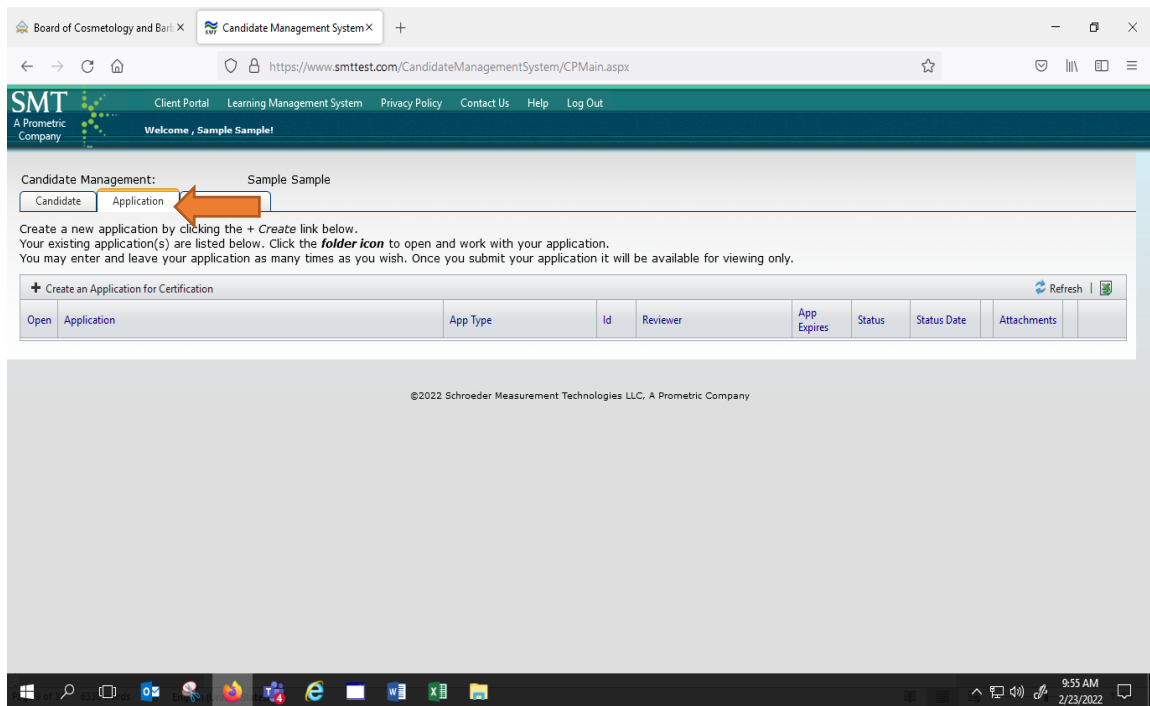 Board of Cosmetology and Barb
Candidate Management System
https://www.smttest.com/CandidateManagementSystem/CPMain.aspx
SMT
A Prometric
Company
Client Portal Learning Management System Privacy Policy Contact Us Help Log Out
Welcome , Sample Sample!
Candidate Management: Sample Sample
Candidate Application
Create a new application by clicking the + Create link below.
Your existing application(s) are listed below. Click the folder icon to open and work with your application.
You may enter and leave your application as many times as you wish. Once you submit your application it will be available for viewing only.
+ Create an Application for Certification Refresh |
Open Application App Type Id Reviewer App Expires Status Status Date Attachments
©2022 Schroeder Measurement Technologies LLC, A Prometric Company
9:55 AM
2/23/2022